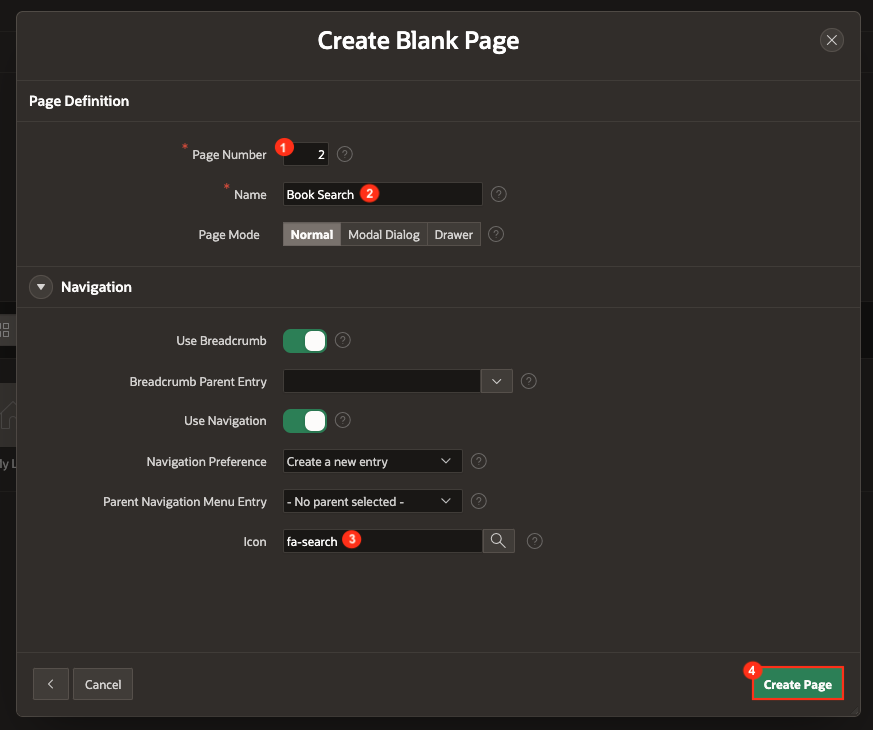 Create Blank Page
Page Definition
* Page Number 1 2 ?
* Name Book Search 2 ?
Page Mode Normal Modal Dialog Drawer ?
Navigation
Use Breadcrumb ?
Breadcrumb Parent Entry ?
Use Navigation ?
Navigation Preference Create a new entry ?
ly L
Parent Navigation Menu Entry - No parent selected - ?
Icon fa-search 3 ?
Cancel
4 Create Page